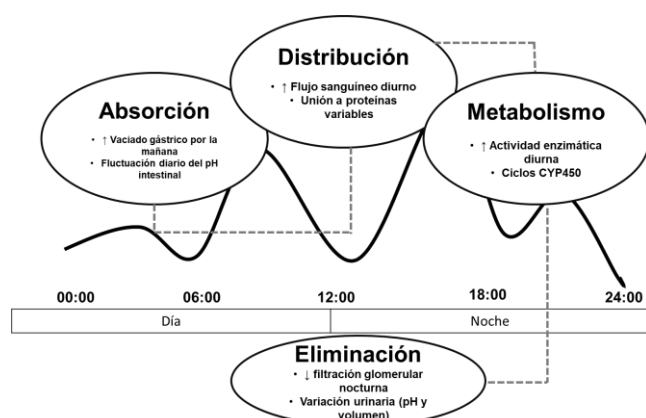 Distribución
• ↑ Flujo sanguíneo diurno
• Unión a proteínas
variables
Absorción
• ↑ Vaciado gástrico por la
mañana
• Fluctuación diario del pH
intestinal
Metabolismo
• ↑ Actividad enzimática
diurna
• Ciclos CYP450
00:00
06:00
12:00
18:00
24:00
Día
Noche
Eliminación
• ↓ filtración glomerular
nocturna
• Variación urinaria (pH y
volumen)